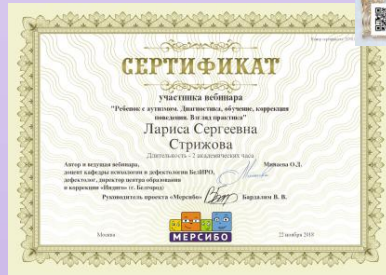 СЕРТИФИКАТ
участника вебинара
"Ребенок с аутизмом. Диагностика, обучение, коррекция
поведения. Взгляд практика"
Лариса Сергеевна
Стрижова
Длительность - 2 академических часа
Автор и ведущая вебинара, Минаева О.Д.
доцент кафедры психологии и дефектологии БелИРО,
дефектолог, директор центра образования
и коррекции (г. Белгород)
Руководитель проекта «Мерсибо» Бардалим В. В.
Москва
МЕРСИБО
22 ноября 2018